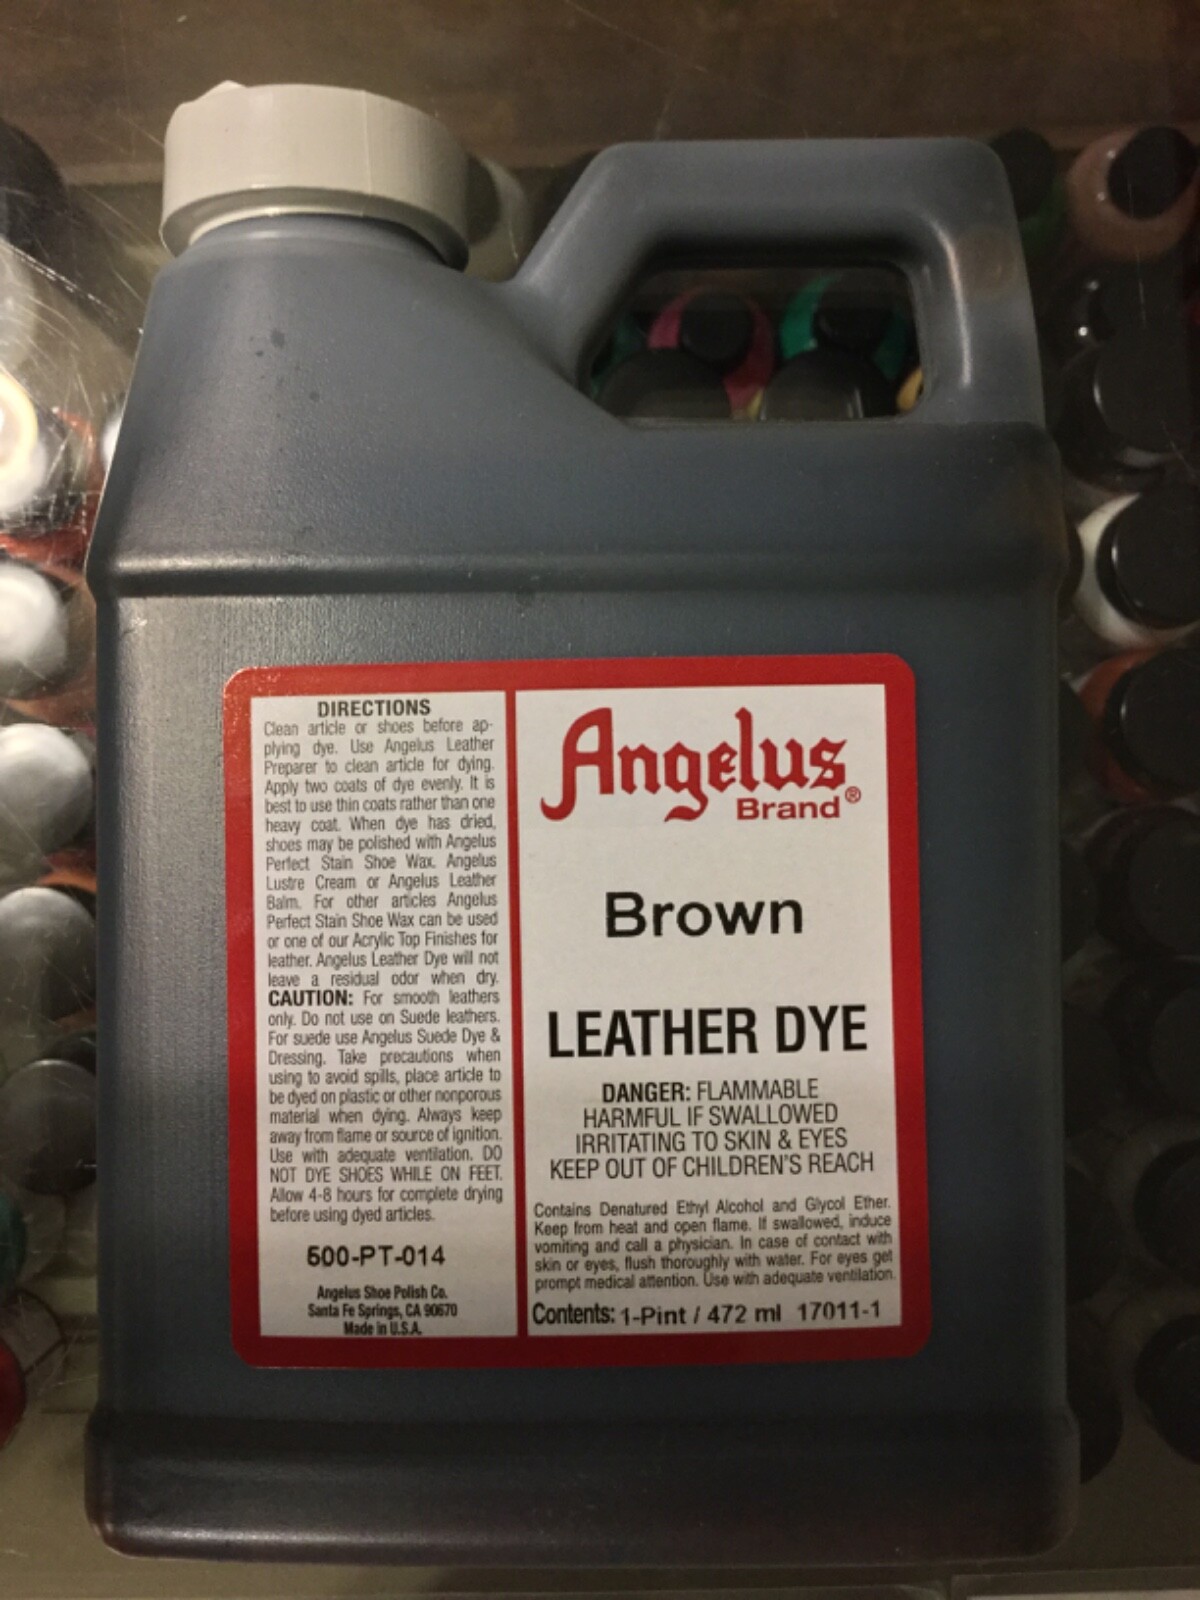 DIRECTIONS
Clean article or shoes before ap-
plying dye. Use Angelus Leather
Preparer to clean article for dying.
Apply two coats of dye evenly. It is
best to use thin coats rather than one
heavy coat. When dye has dried,
shoes may be polished with Angelus
Perfect Stain Shoe Wax. Angelus
Lustre Cream or Angelus Leather
Balm. For other articles Angelus
Perfect Stain Shoe Wax can be used
or one of our Acrylic Top Finishes for
leather. Angelus Leather Dye will not
leave a residual odor when dry.
CAUTION: For smooth leathers
only. Do not use on Suede leathers.
For suede use Angelus Suede Dye &
Dressing. Take precautions when
using to avoid spills, place article to
be dyed on plastic or other nonporous
material when dying. Always keep
away from flame or source of ignition.
Use with adequate ventilation. DO
NOT DYE SHOES WHILE ON FEET.
Allow 4-8 hours for complete drying
before using dyed articles.
500-PT-014
Angelus Shoe Polish Co.
Santa Fe Springs, CA 90670
Made in U.S.A.
Angelus
Brand®
Brown
LEATHER DYE
DANGER: FLAMMABLE
HARMFUL IF SWALLOWED
IRRITATING TO SKIN & EYES
KEEP OUT OF CHILDREN'S REACH
Contains Denatured Ethyl Alcohol and Glycol Ether.
Keep from heat and open flame. If swallowed, induce
vomiting and call a physician. In case of contact with
skin or eyes, flush thoroughly with water. For eyes get
prompt medical attention. Use with adequate ventilation.
Contents: 1-Pint / 472 ml 17011-1